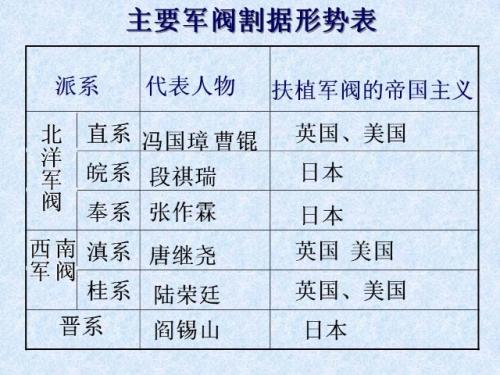 主要军阀割据形势表
派系 代表人物 扶植军阀的帝国主义
北洋军阀 直系 冯国璋 曹锟 英国、美国
皖系 段祺瑞 日本
奉系 张作霖 日本
西南军阀 滇系 唐继尧 英国 美国
桂系 陆荣廷 英国、美国
晋系 阎锡山 日本